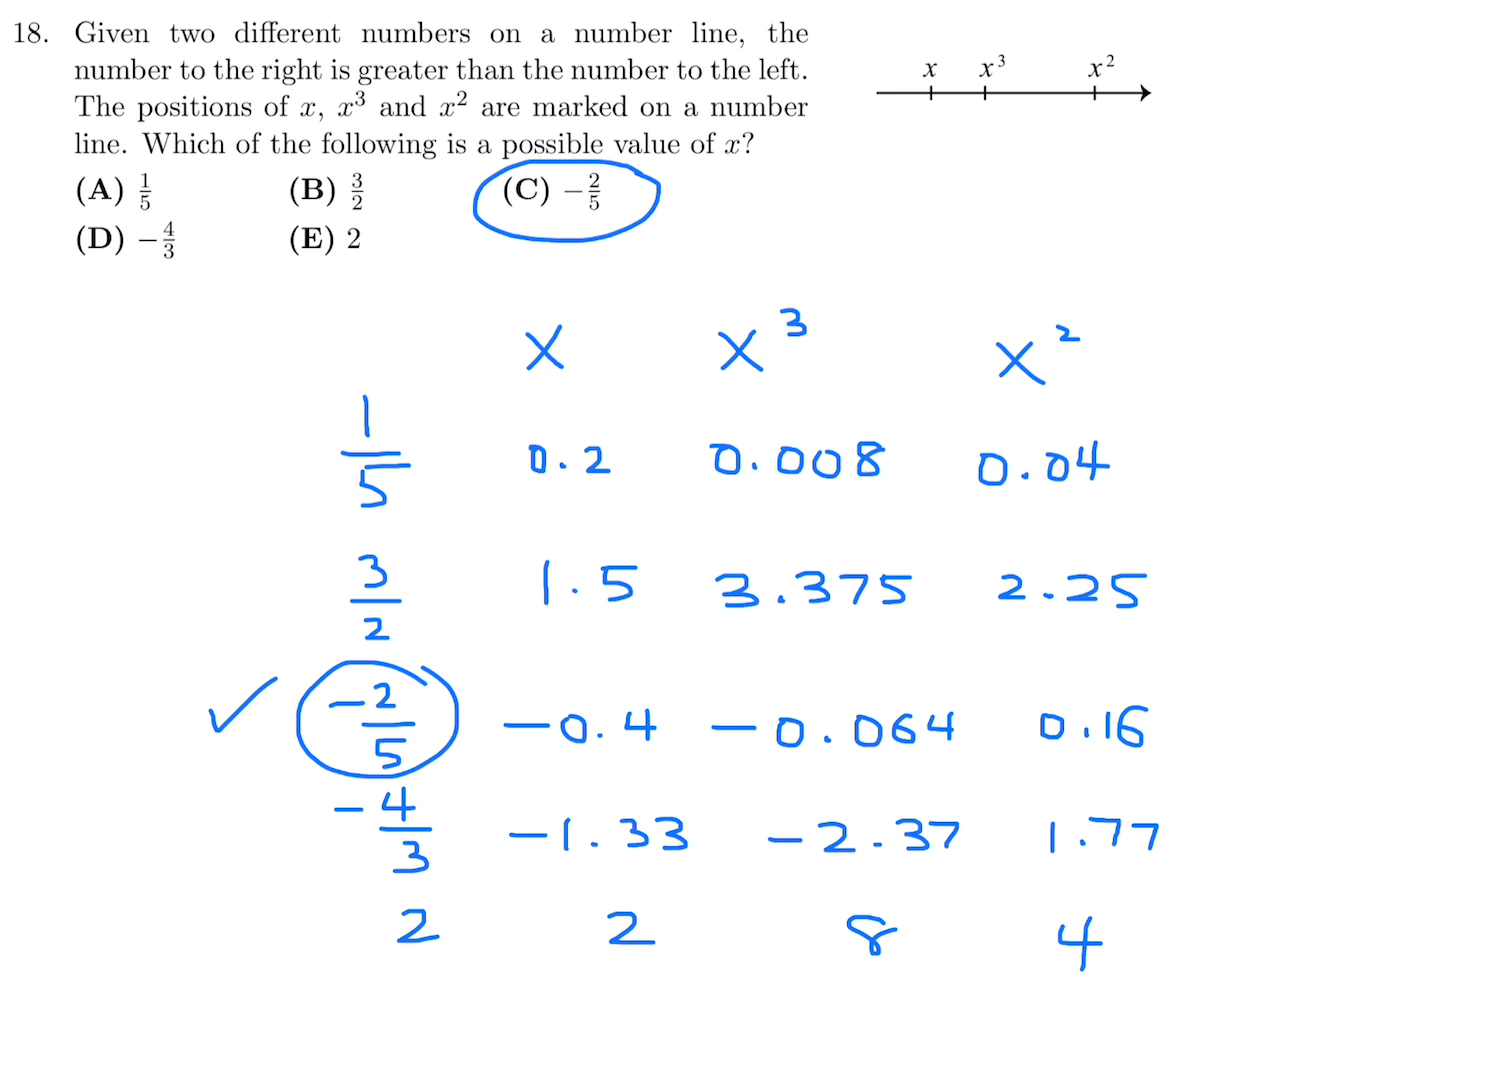 18. Given two different numbers on a number line, the
number to the right is greater than the number to the left.
The positions of x, x³ and x² are marked on a number
line. Which of the following is a possible value of x?
x x³ x²
(A) 1/5 (B) 3/2 (C) −2/5
(D) −4/3 (E) 2
x x³ x²
1/5 0.2 0.008 0.04
3/2 1.5 3.375 2.25
✓ −2/5 −0.4 −0.064 0.16
−4/3 −1.33 −2.37 1.77
2 2 8 4